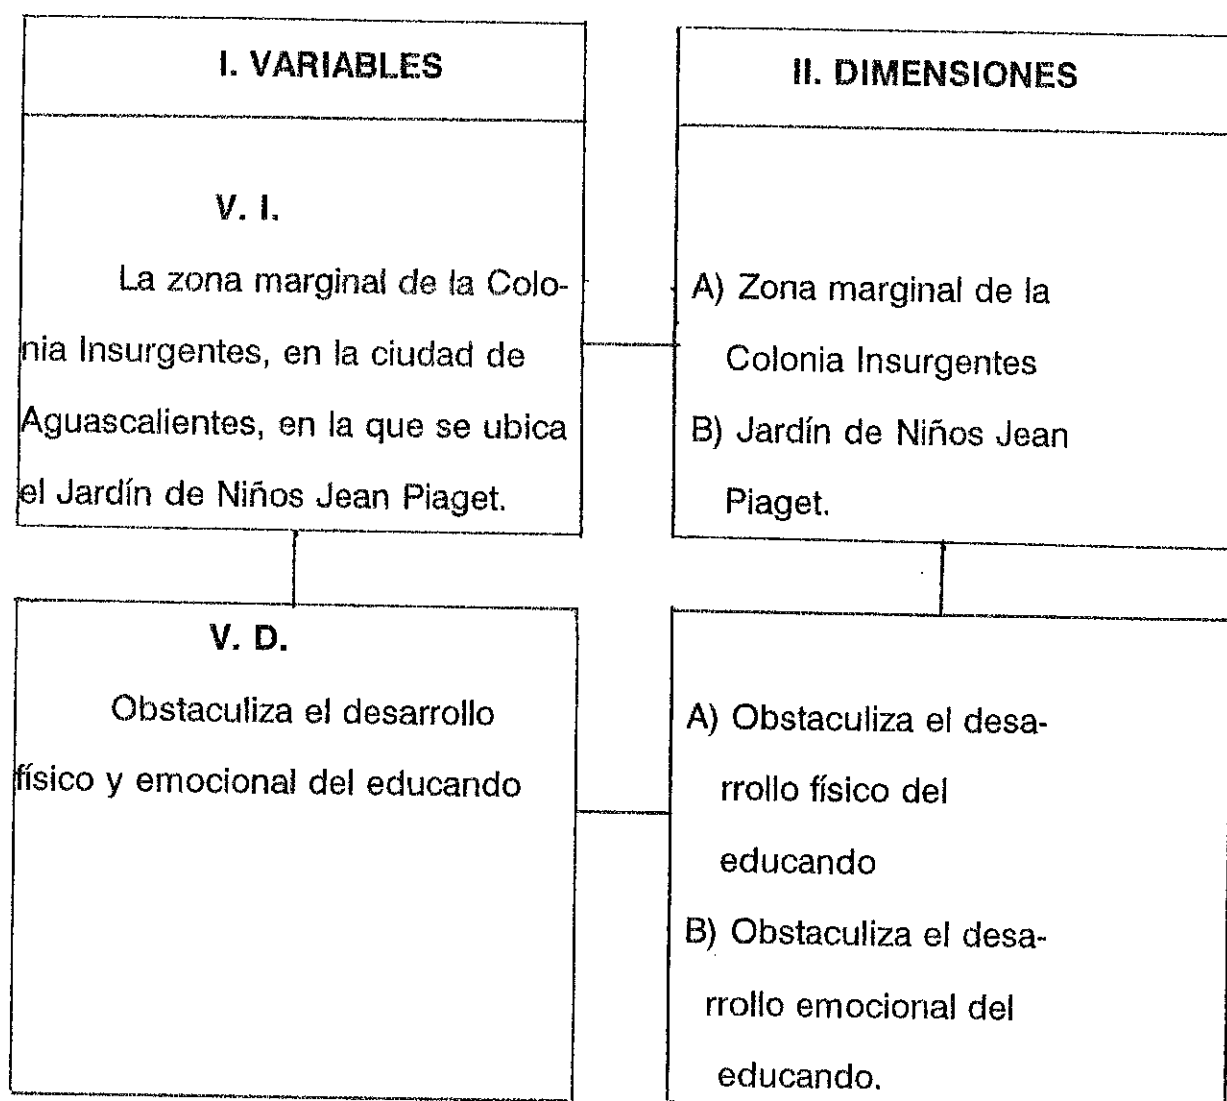 I. VARIABLES
V. I.
La zona marginal de la Colo-
nia Insurgentes, en la ciudad de
Aguascalientes, en la que se ubica
el Jardín de Niños Jean Piaget.
II. DIMENSIONES
A) Zona marginal de la
Colonia Insurgentes
B) Jardín de Niños Jean
Piaget.
V. D.
Obstaculiza el desarrollo
físico y emocional del educando
A) Obstaculiza el desa-
rrollo físico del
educando
B) Obstaculiza el desa-
rrollo emocional del
educando.